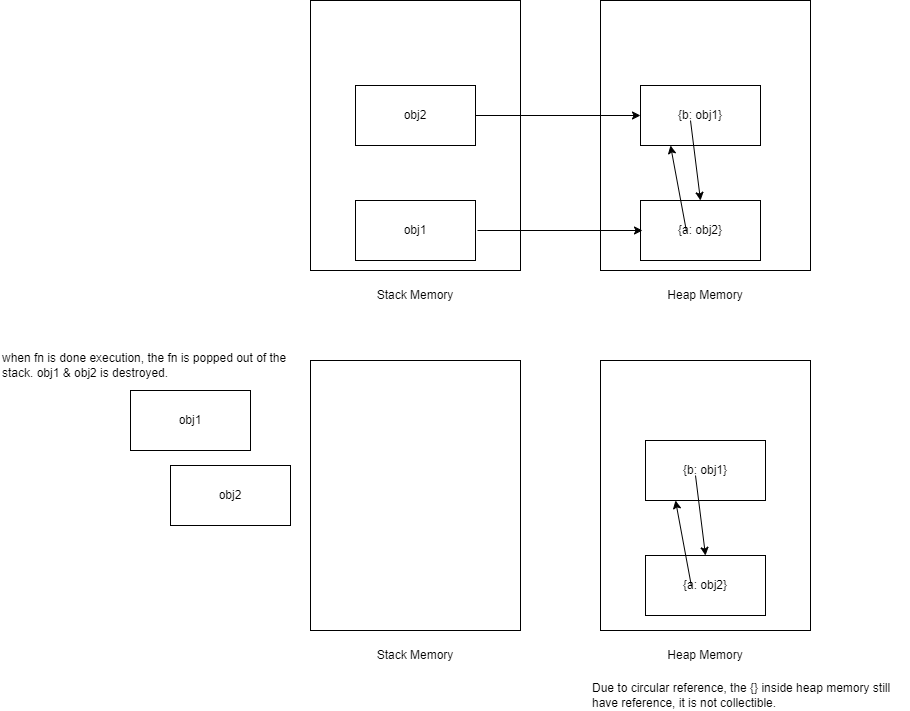 obj2
{b: obj1}
obj1
{a: obj2}
Stack Memory
Heap Memory
when fn is done execution, the fn is popped out of the
stack. obj1 & obj2 is destroyed.
obj1
obj2
{b: obj1}
{a: obj2}
Stack Memory
Heap Memory
Due to circular reference, the {} inside heap memory still
have reference, it is not collectible.